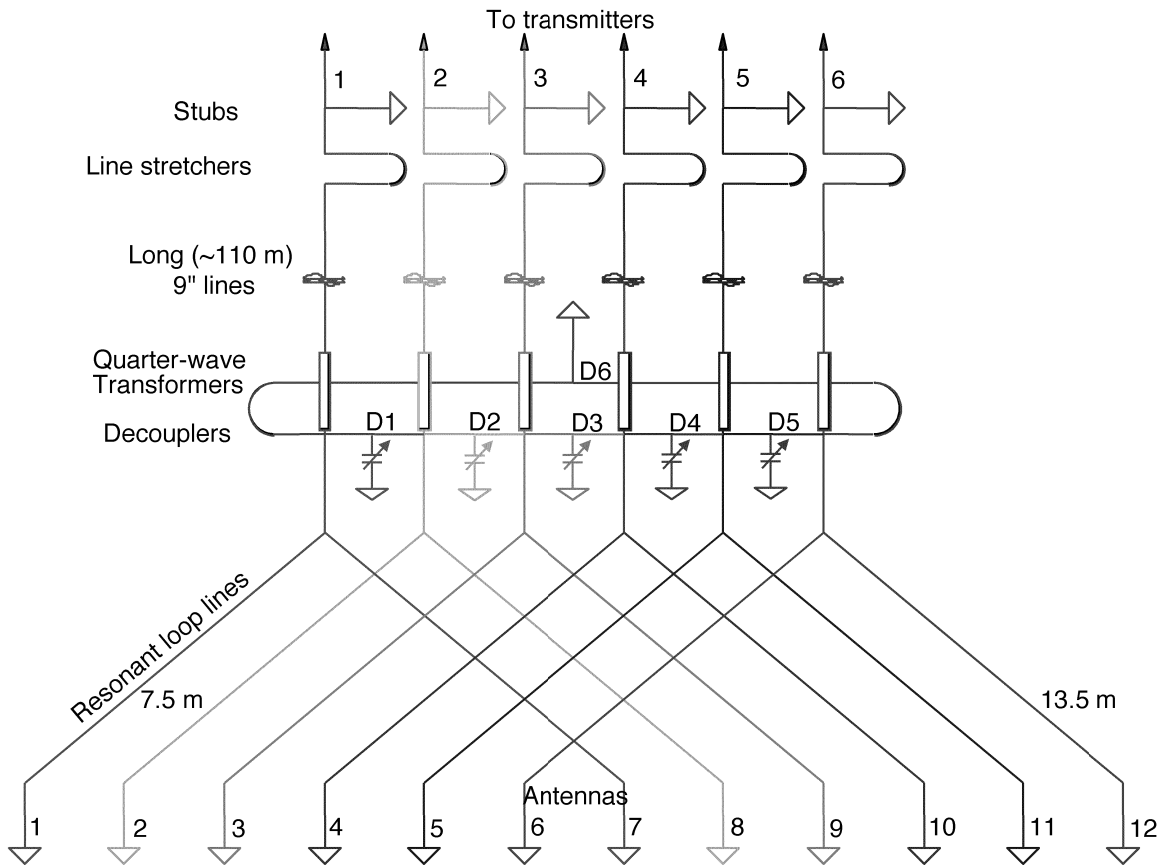 To transmitters
1 2 3 4 5 6
Stubs
Line stretchers
Long (~110 m)
9" lines
Quarter-wave
Transformers
D6
Decouplers
D1 D2 D3 D4 D5
Resonant loop lines
7.5 m
13.5 m
Antennas
1 2 3 4 5 6 7 8 9 10 11 12